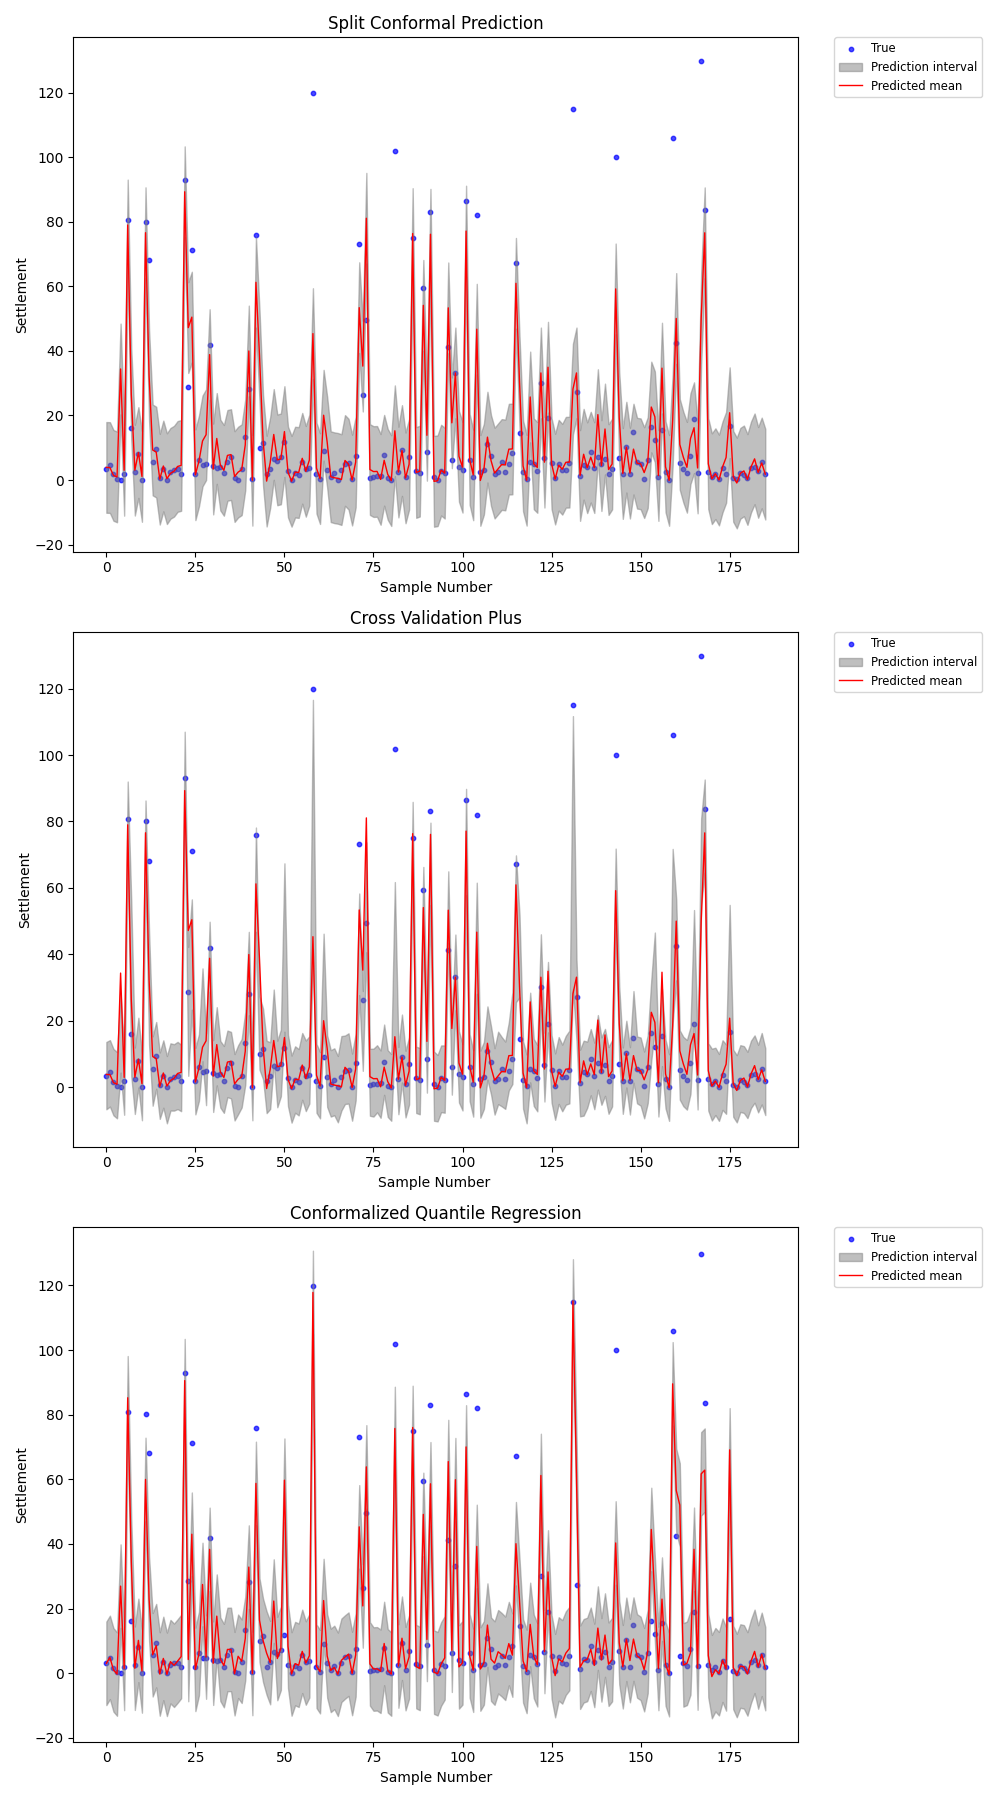 Split Conformal Prediction
True
Prediction interval
Predicted mean
120
100
80
60
40
20
0
−20
Settlement
0 25 50 75 100 125 150 175
Sample Number
Cross Validation Plus
True
Prediction interval
Predicted mean
120
100
80
60
40
20
0
Settlement
0 25 50 75 100 125 150 175
Sample Number
Conformalized Quantile Regression
True
Prediction interval
Predicted mean
120
100
80
60
40
20
0
−20
Settlement
0 25 50 75 100 125 150 175
Sample Number